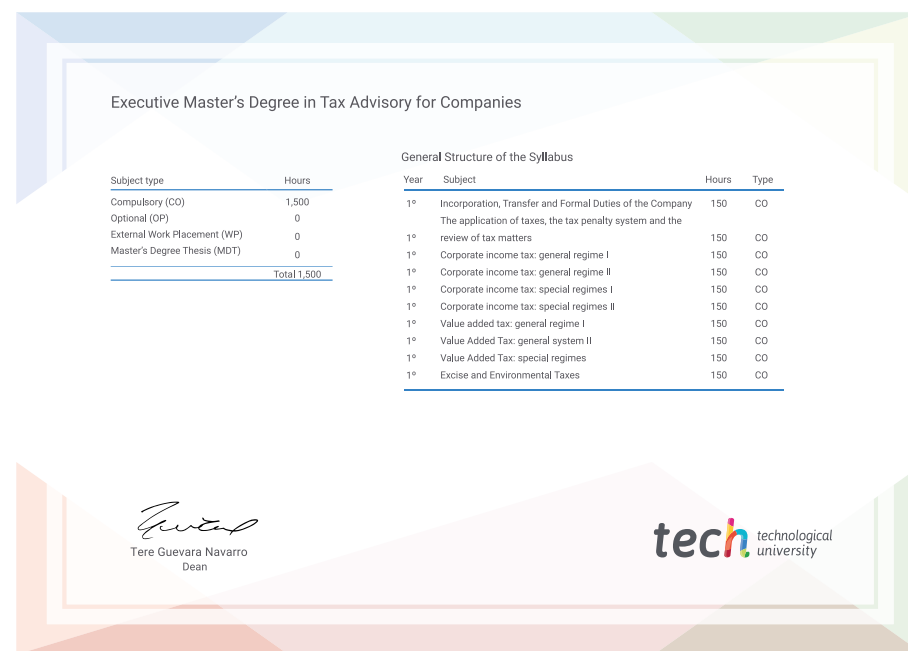 Executive Master's Degree in Tax Advisory for Companies
Subject type Hours
Compulsory (CO) 1,500
Optional (OP) 0
External Work Placement (WP) 0
Master's Degree Thesis (MDT) 0
Total 1,500
General Structure of the Syllabus
Year Subject Hours Type
1º Incorporation, Transfer and Formal Duties of the Company 150 CO
The application of taxes, the tax penalty system and the
1º review of tax matters 150 CO
1º Corporate income tax: general regime I 150 CO
1º Corporate income tax: general regime II 150 CO
1º Corporate income tax: special regimes I 150 CO
1º Corporate income tax: special regimes II 150 CO
1º Value added tax: general regime I 150 CO
1º Value Added Tax: general system II 150 CO
1º Value Added Tax: special regimes 150 CO
1º Excise and Environmental Taxes 150 CO
Tere Guevara Navarro
Dean
tech technological
university